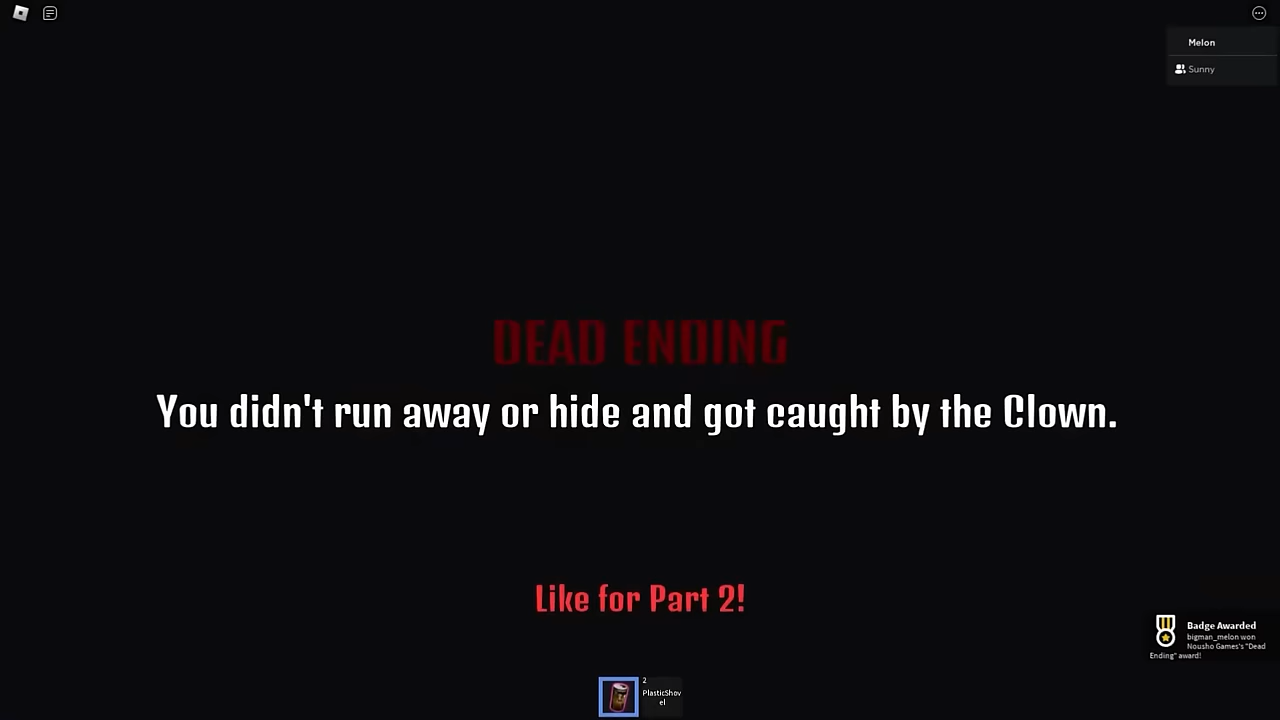 Melon
Sunny
DEAD ENDING
You didn't run away or hide and got caught by the Clown.
Like for Part 2!
Badge Awarded
bigman_melon won
Nousho Games's "Dead
Ending" award!
2
PlasticShov
el